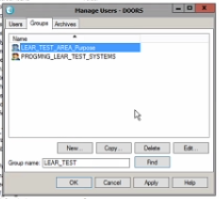 Manage Users - DOORS
Users Groups Archives
Name
LEAR_TEST_AREA_Purpose
PROGMNG_LEAR_TEST_SYSTEMS
New... Copy... Delete Edit...
Group name: LEAR_TEST Find
OK Cancel Apply Help